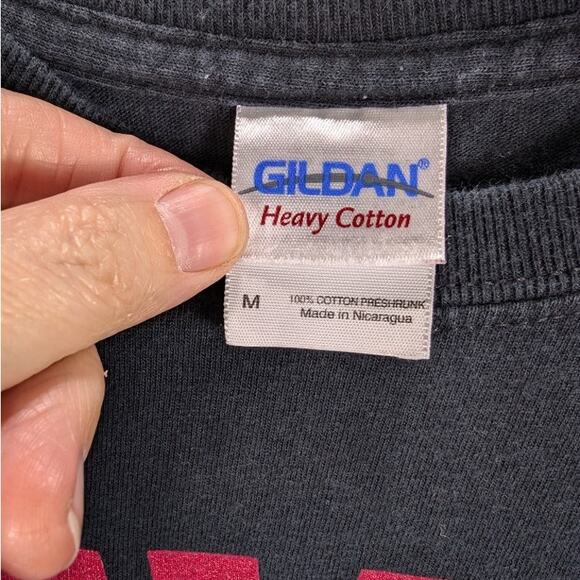 GILDAN®
Heavy Cotton
M 100% COTTON PRESHRUNK
Made in Nicaragua